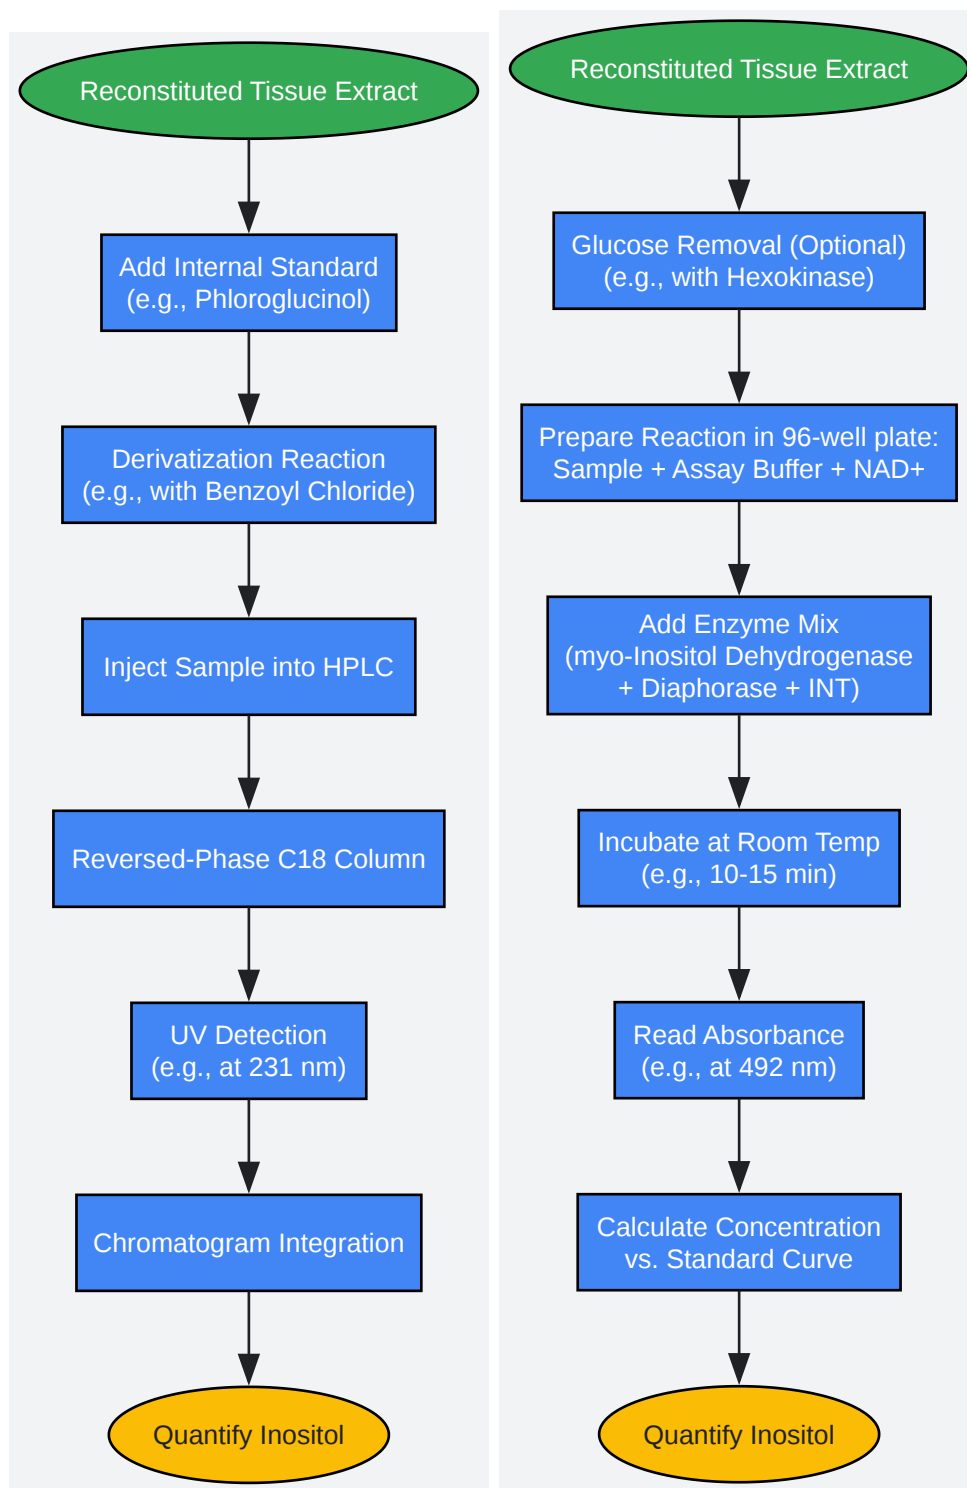 Reconstituted Tissue Extract
Add Internal Standard
(e.g., Phloroglucinol)
Derivatization Reaction
(e.g., with Benzoyl Chloride)
Inject Sample into HPLC
Reversed-Phase C18 Column
UV Detection
(e.g., at 231 nm)
Chromatogram Integration
Quantify Inositol
Reconstituted Tissue Extract
Glucose Removal (Optional)
(e.g., with Hexokinase)
Prepare Reaction in 96-well plate:
Sample + Assay Buffer + NAD+
Add Enzyme Mix
(myo-Inositol Dehydrogenase
+ Diaphorase + INT)
Incubate at Room Temp
(e.g., 10-15 min)
Read Absorbance
(e.g., at 492 nm)
Calculate Concentration
vs. Standard Curve
Quantify Inositol